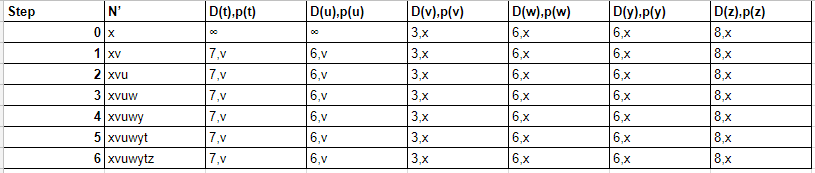 Step N’ D(t),p(t) D(u),p(u) D(v),p(v) D(w),p(w) D(y),p(y) D(z),p(z)
0 x ∞ ∞ 3,x 6,x 6,x 8,x
1 xv 7,v 6,v 3,x 6,x 6,x 8,x
2 xvu 7,v 6,v 3,x 6,x 6,x 8,x
3 xvuw 7,v 6,v 3,x 6,x 6,x 8,x
4 xvuwy 7,v 6,v 3,x 6,x 6,x 8,x
5 xvuwyt 7,v 6,v 3,x 6,x 6,x 8,x
6 xvuwytz 7,v 6,v 3,x 6,x 6,x 8,x